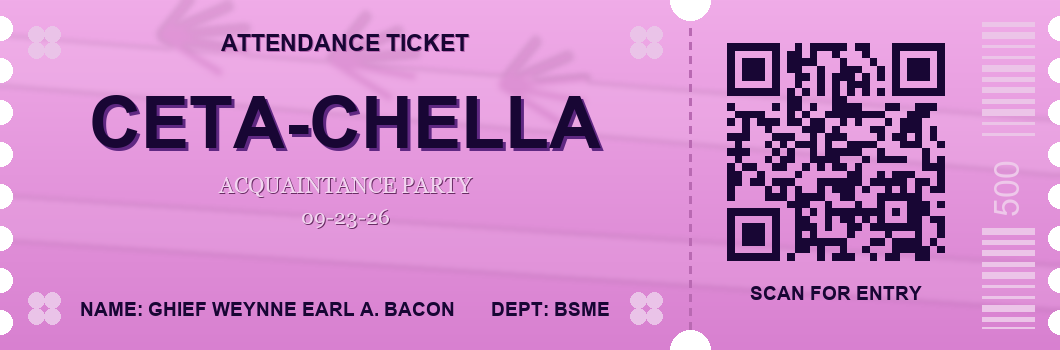 ATTENDANCE TICKET
CETA-CHELLA
ACQUAINTANCE PARTY
09-23-26
NAME: GHIEF WEYNNE EARL A. BACON DEPT: BSME
SCAN FOR ENTRY
500